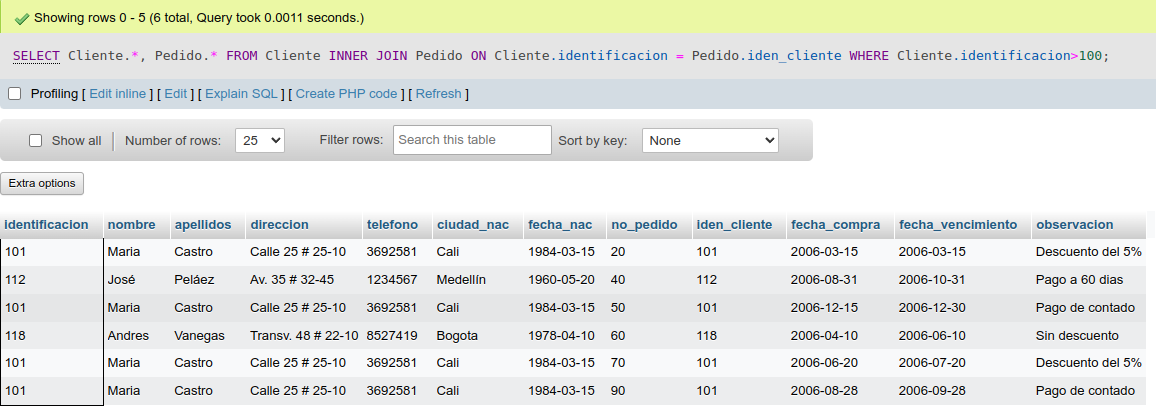 Showing rows 0 - 5 (6 total, Query took 0.0011 seconds.)
SELECT Cliente.*, Pedido.* FROM Cliente INNER JOIN Pedido ON Cliente.identificacion = Pedido.iden_cliente WHERE Cliente.identificacion>100;
Profiling [ Edit inline ] [ Edit ] [ Explain SQL ] [ Create PHP code ] [ Refresh ]
Show all Number of rows: 25 Filter rows: Search this table Sort by key: None
Extra options
identificacion nombre apellidos direccion telefono ciudad_nac fecha_nac no_pedido iden_cliente fecha_compra fecha_vencimiento observacion
101 Maria Castro Calle 25 # 25-10 3692581 Cali 1984-03-15 20 101 2006-03-15 2006-03-15 Descuento del 5%
112 José Peláez Av. 35 # 32-45 1234567 Medellín 1960-05-20 40 112 2006-08-31 2006-10-31 Pago a 60 dias
101 Maria Castro Calle 25 # 25-10 3692581 Cali 1984-03-15 50 101 2006-12-15 2006-12-30 Pago de contado
118 Andres Vanegas Transv. 48 # 22-10 8527419 Bogota 1978-04-10 60 118 2006-04-10 2006-06-10 Sin descuento
101 Maria Castro Calle 25 # 25-10 3692581 Cali 1984-03-15 70 101 2006-06-20 2006-07-20 Descuento del 5%
101 Maria Castro Calle 25 # 25-10 3692581 Cali 1984-03-15 90 101 2006-08-28 2006-09-28 Pago de contado